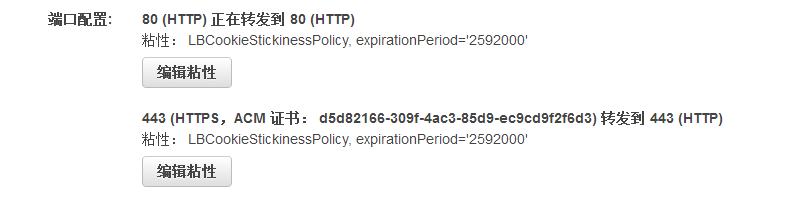 端口配置: 80 (HTTP) 正在转发到 80 (HTTP)
粘性： LBCookieStickinessPolicy, expirationPeriod='2592000'
编辑粘性
443 (HTTPS，ACM 证书： d5d82166-309f-4ac3-85d9-ec9cd9f2f6d3) 转发到 443 (HTTP)
粘性： LBCookieStickinessPolicy, expirationPeriod='2592000'
编辑粘性